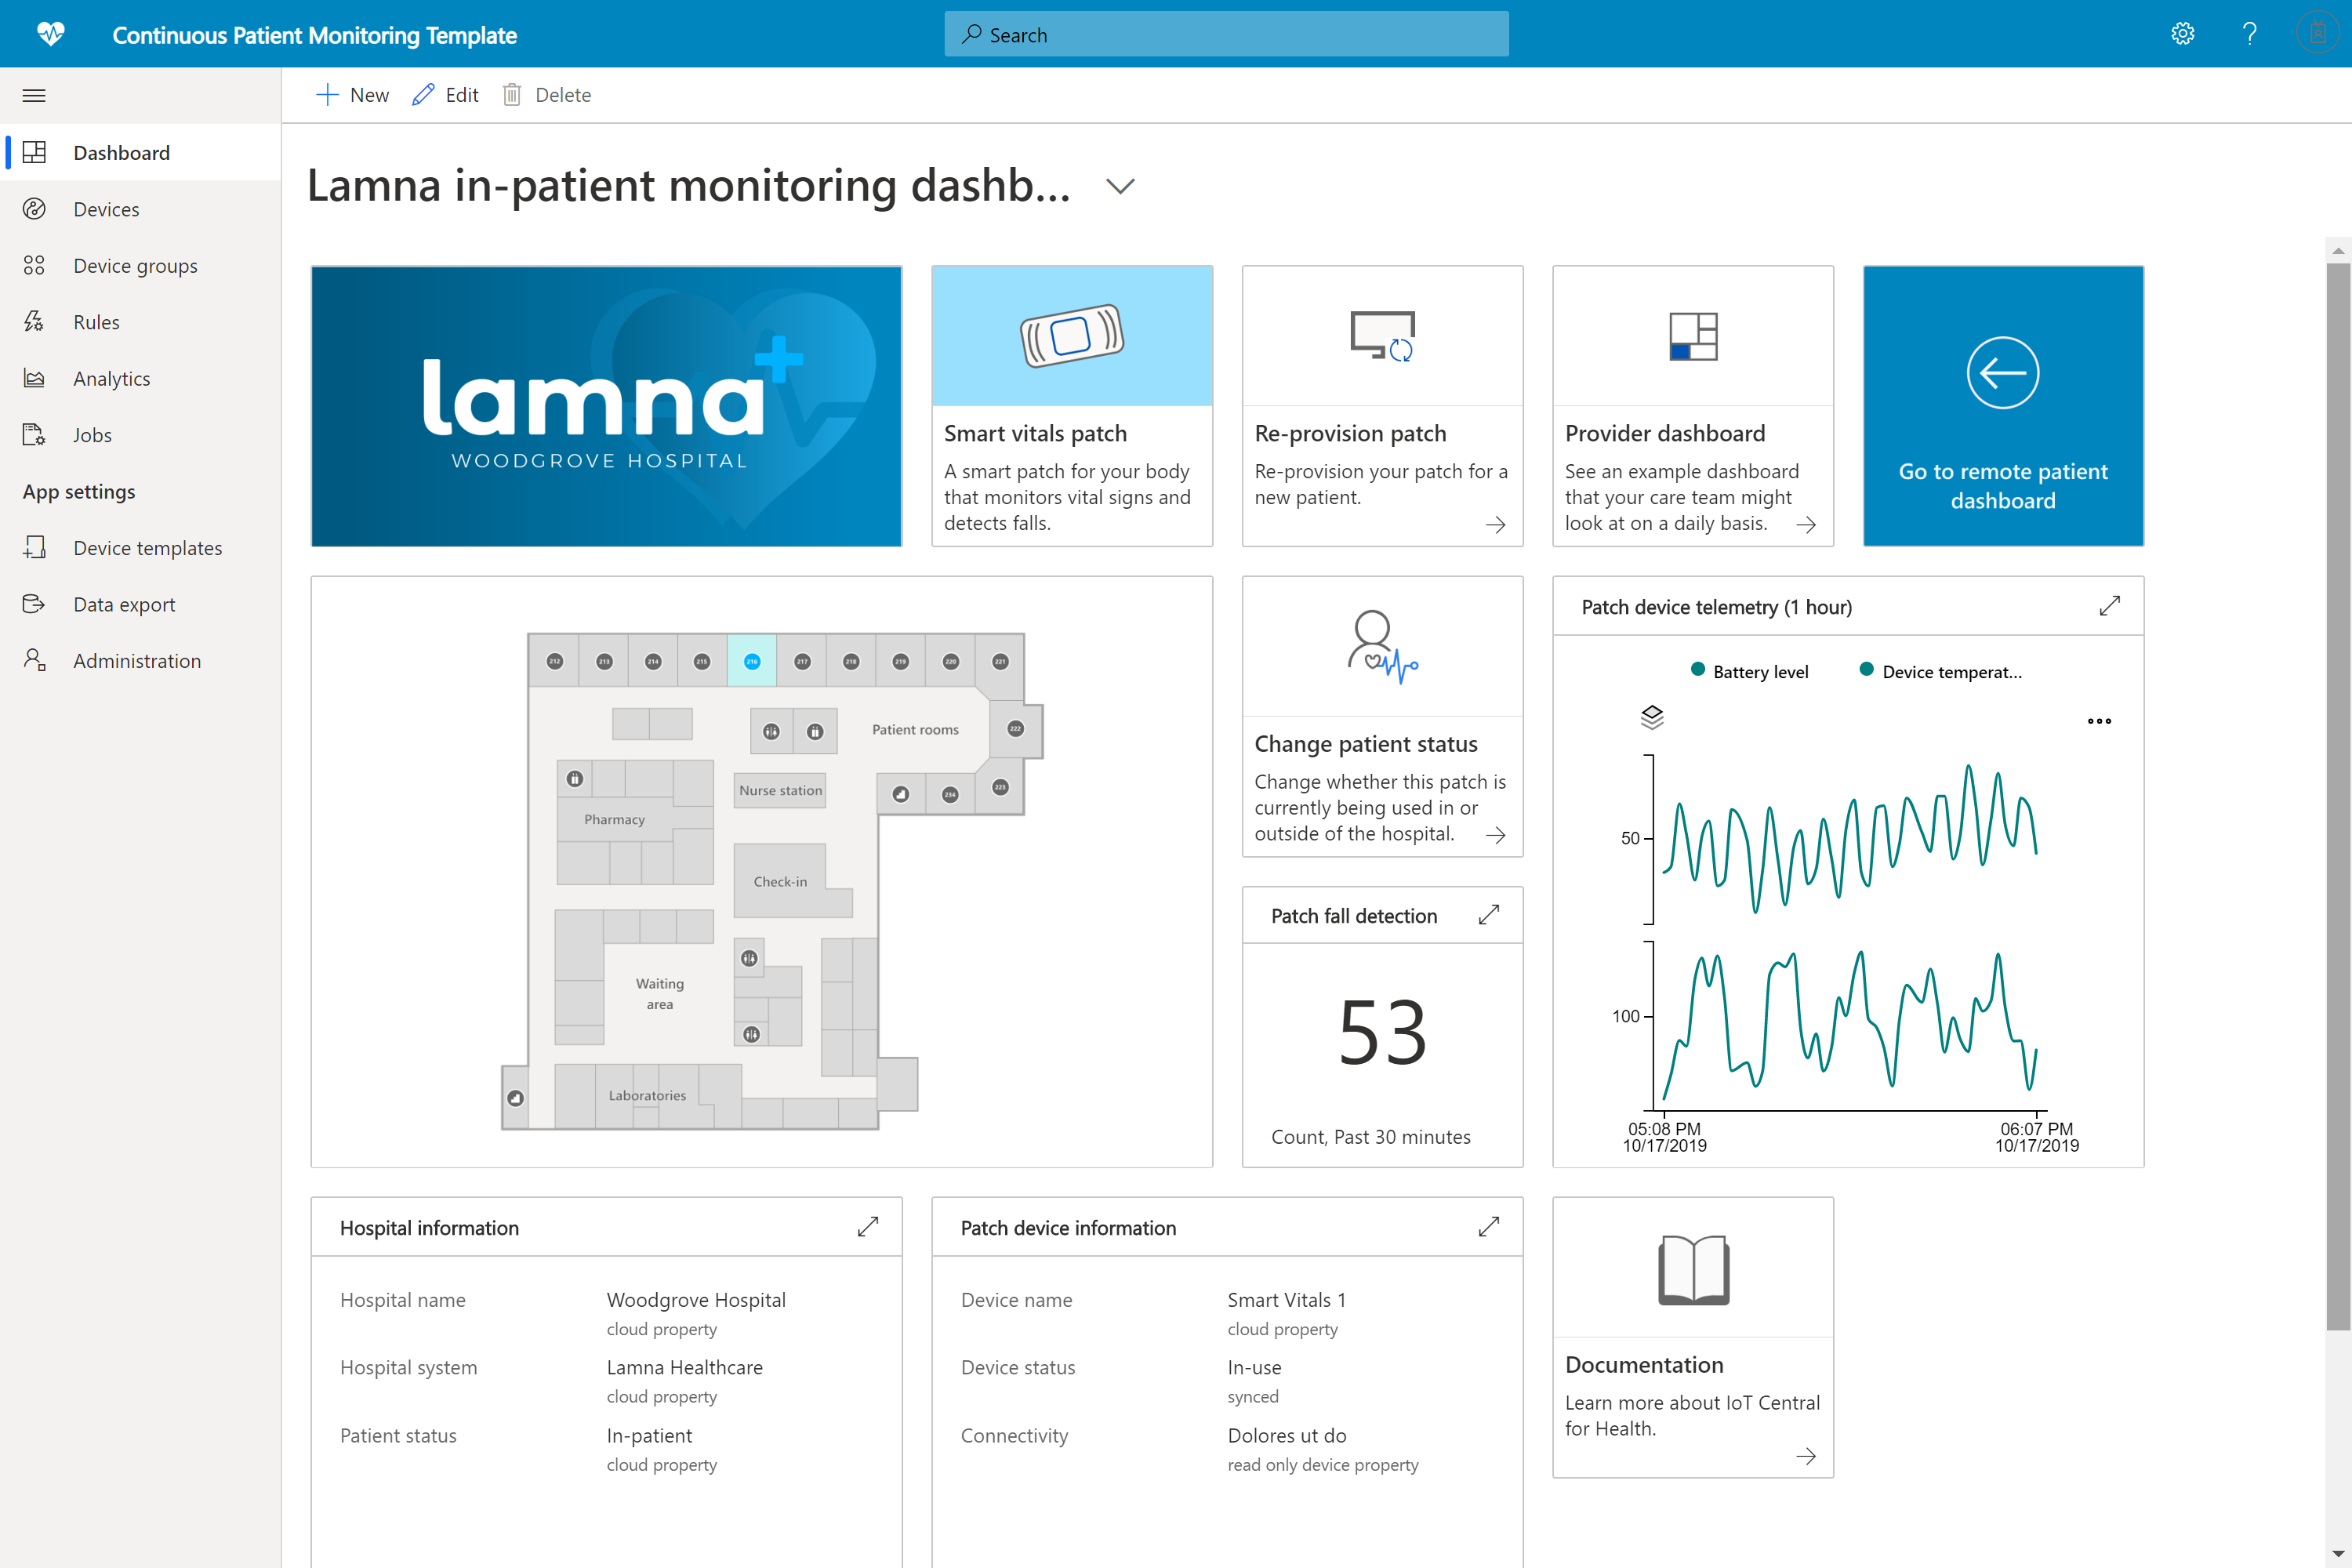 Continuous Patient Monitoring Template
Search
New
Edit
Delete
Dashboard
Devices
Device groups
Rules
Analytics
Jobs
App settings
Device templates
Data export
Administration
Lamna in-patient monitoring dashb...
lamna
WOODGROVE HOSPITAL
Smart vitals patch
A smart patch for your body
that monitors vital signs and
detects falls.
Re-provision patch
Re-provision your patch for a
new patient.
Provider dashboard
See an example dashboard
that your care team might
look at on a daily basis.
Go to remote patient
dashboard
212 213 214 215 216 217 218 219 220 221
222
Patient rooms
223
234
Nurse station
Pharmacy
Check-in
Waiting
area
Laboratories
Change patient status
Change whether this patch is
currently being used in or
outside of the hospital.
Patch fall detection
53
Count, Past 30 minutes
Patch device telemetry (1 hour)
Battery level
Device temperat...
50
100
05:08 PM
10/17/2019
06:07 PM
10/17/2019
Hospital information
Hospital name
Woodgrove Hospital
cloud property
Hospital system
Lamna Healthcare
cloud property
Patient status
In-patient
cloud property
Patch device information
Device name
Smart Vitals 1
cloud property
Device status
In-use
synced
Connectivity
Dolores ut do
read only device property
Documentation
Learn more about IoT Central
for Health.